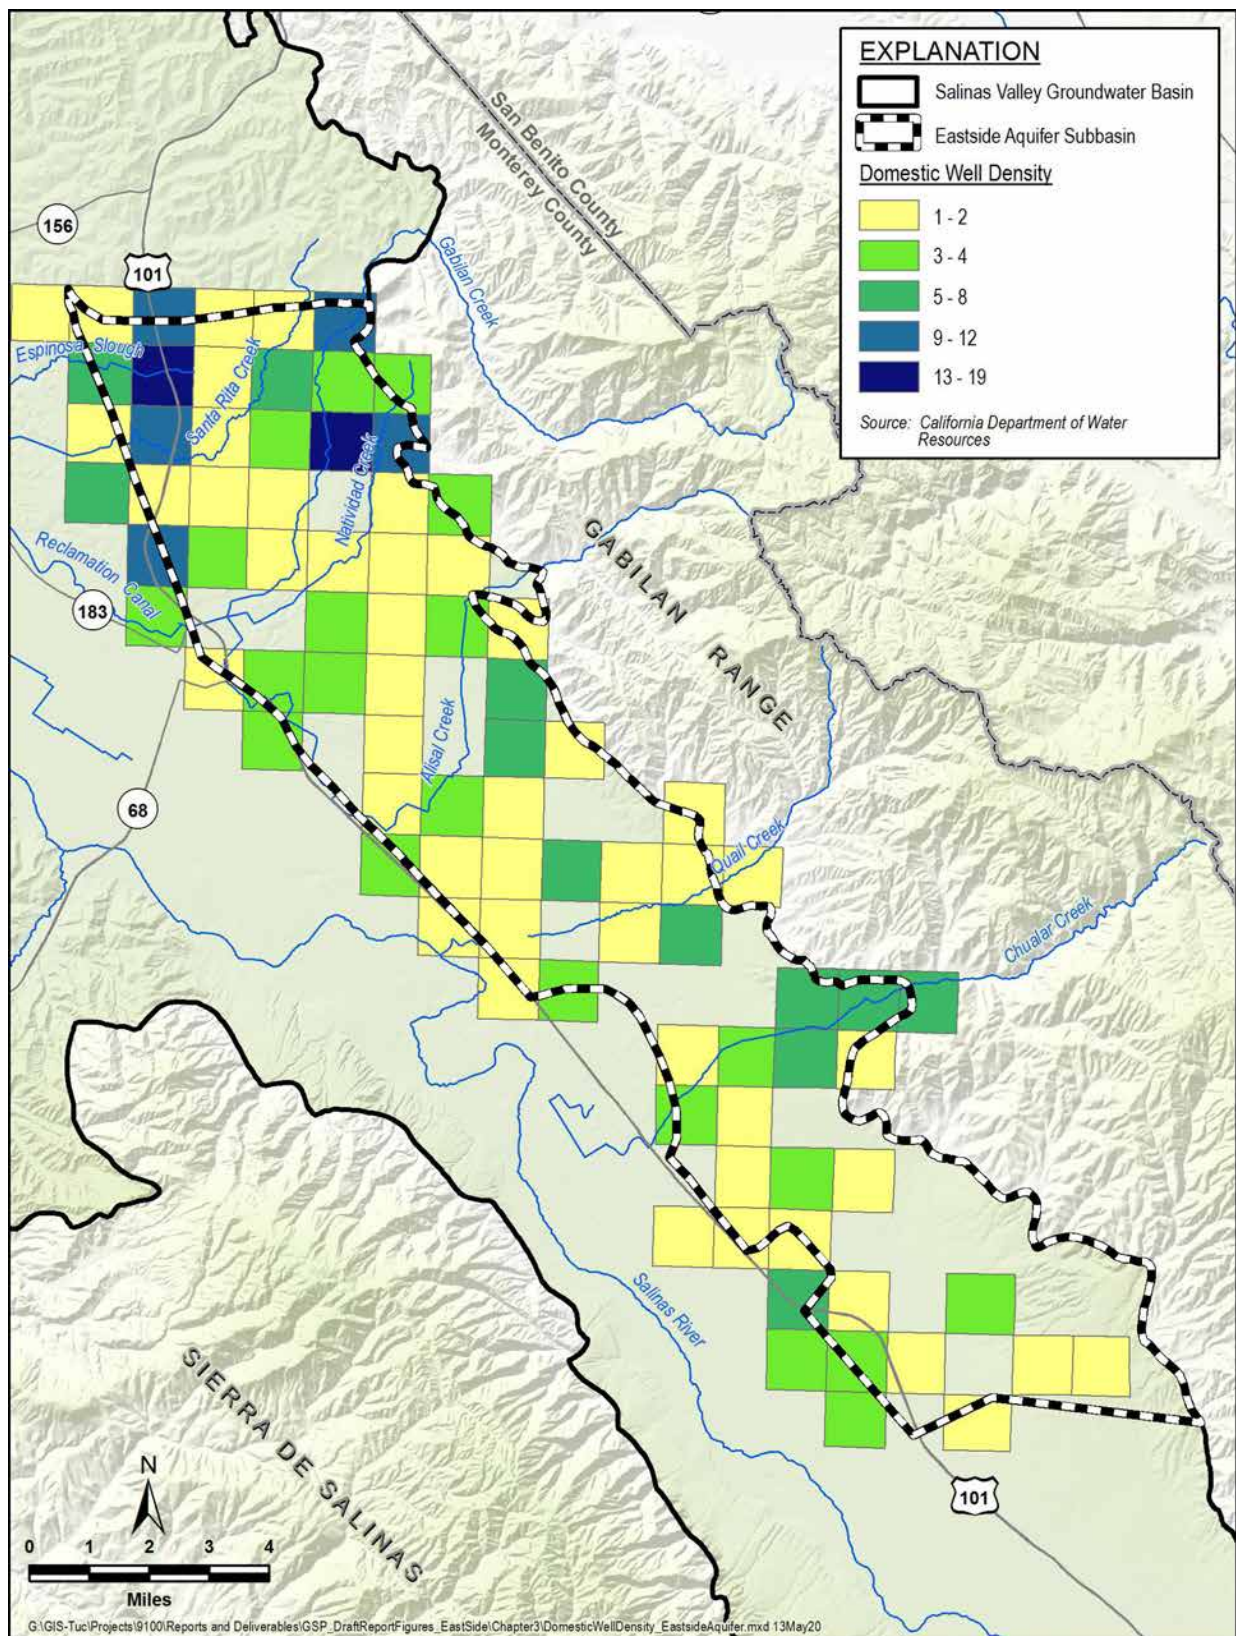 EXPLANATION
Salinas Valley Groundwater Basin
Eastside Aquifer Subbasin
Domestic Well Density
1 - 2
3 - 4
5 - 8
9 - 12
13 - 19
Source: California Department of Water
Resources
San Benito County
Monterey County
156
101
Gabilan Creek
Espinosa Slough
Santa Rita Creek
Natividad Creek
Reclamation Canal
183
GABILAN RANGE
Alisal Creek
68
Quail Creek
Chualar Creek
Salinas River
SIERRA DE SALINAS
101
N
0 1 2 3 4
Miles
G:\GIS-Tuc\Projects\9100\Reports and Deliverables\GSP_DraftReportFigures_EastSide\Chapter3\DomesticWellDensity_EastsideAquifer.mxd 13May20